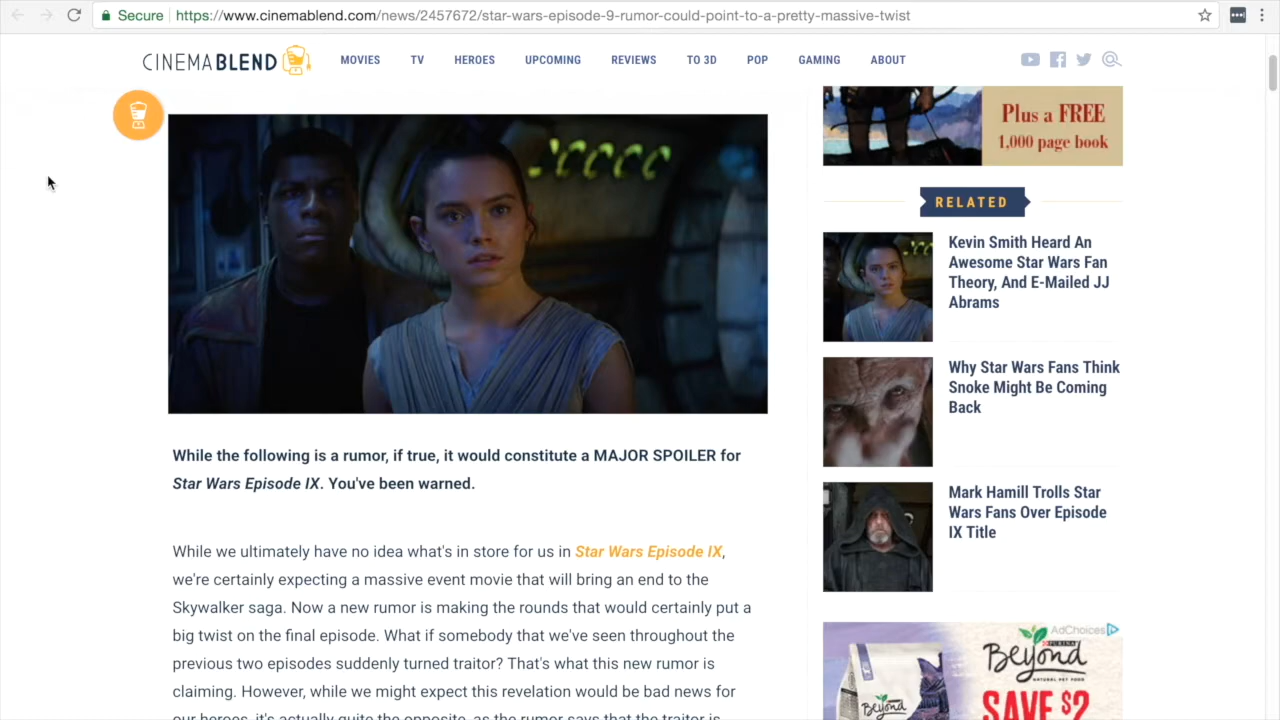 Secure https://www.cinemablend.com/news/2457672/star-wars-episode-9-rumor-could-point-to-a-pretty-massive-twist
CINEMABLEND MOVIES TV HEROES UPCOMING REVIEWS TO 3D POP GAMING ABOUT
Plus a FREE
1,000 page book
RELATED
Kevin Smith Heard An
Awesome Star Wars Fan
Theory, And E-Mailed JJ
Abrams
Why Star Wars Fans Think
Snoke Might Be Coming
Back
Mark Hamill Trolls Star
Wars Fans Over Episode
IX Title
While the following is a rumor, if true, it would constitute a MAJOR SPOILER for
Star Wars Episode IX. You've been warned.
While we ultimately have no idea what's in store for us in Star Wars Episode IX,
we're certainly expecting a massive event movie that will bring an end to the
Skywalker saga. Now a new rumor is making the rounds that would certainly put a
big twist on the final episode. What if somebody that we've seen throughout the
previous two episodes suddenly turned traitor? That's what this new rumor is
claiming. However, while we might expect this revelation would be bad news for
our heroes, it's actually quite the opposite, as the rumor says that the traitor is
AdChoices
PURINA
Beyond
NATURAL PET FOOD
SAVE $2
Beyond